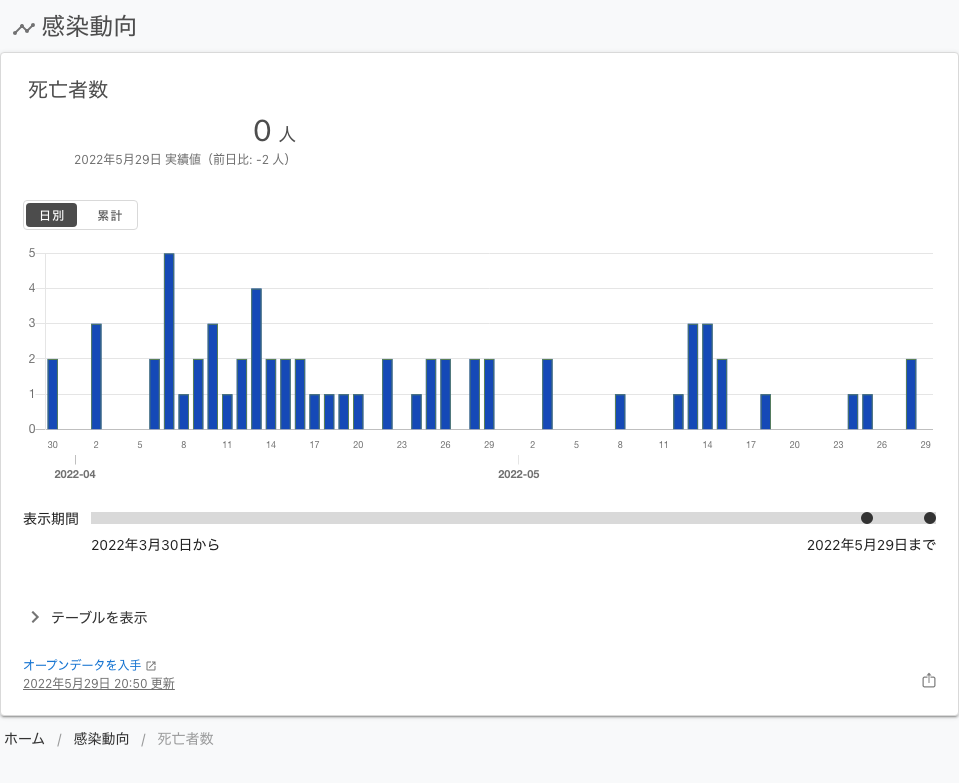 感染動向
死亡者数
0 人
2022年5月29日 実績値（前日比: -2 人）
日別 累計
5
4
3
2
1
0
30 2 5 8 11 14 17 20 23 26 29 2 5 8 11 14 17 20 23 26 29
2022-04 2022-05
表示期間
2022年3月30日から 2022年5月29日まで
テーブルを表示
オープンデータを入手
2022年5月29日 20:50 更新
ホーム / 感染動向 / 死亡者数